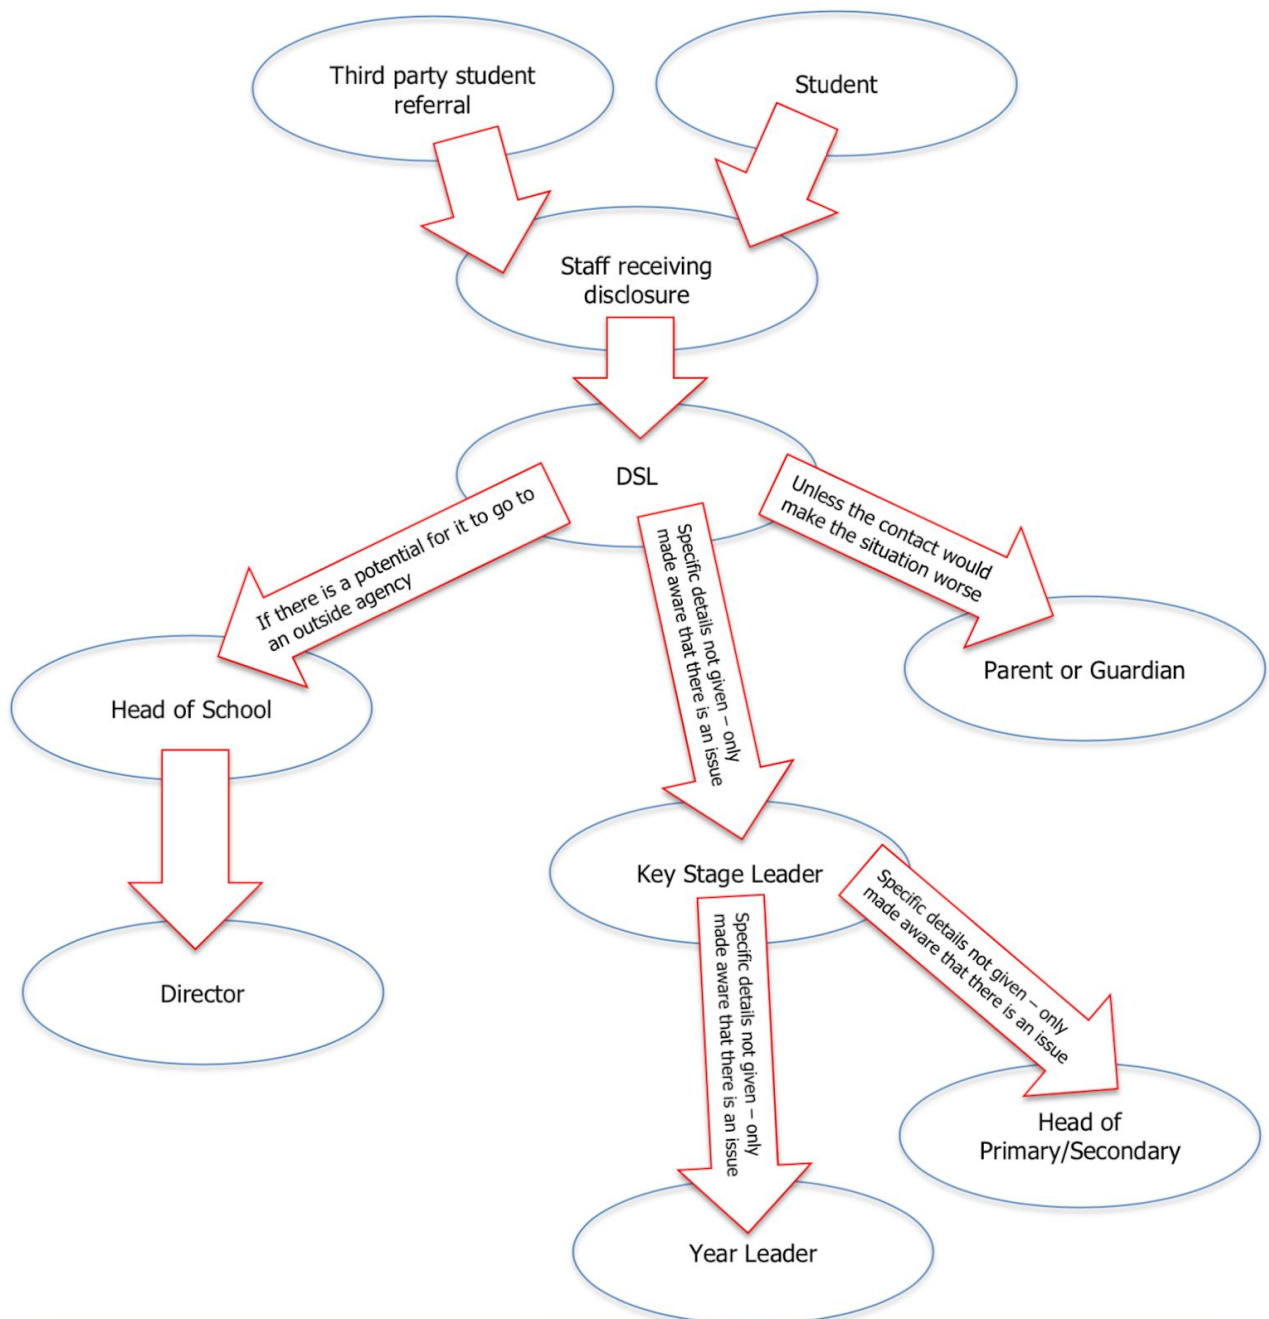 Third party student
referral
Student
Staff receiving
disclosure
DSL
If there is a potential for it to go to
an outside agency
Specific details not given – only
made aware that there is an issue
Unless the contact would
make the situation worse
Head of School
Parent or Guardian
Key Stage Leader
Director
Specific details not given – only
made aware that there is an issue
Specific details not given – only
made aware that there is an issue
Head of
Primary/Secondary
Year Leader